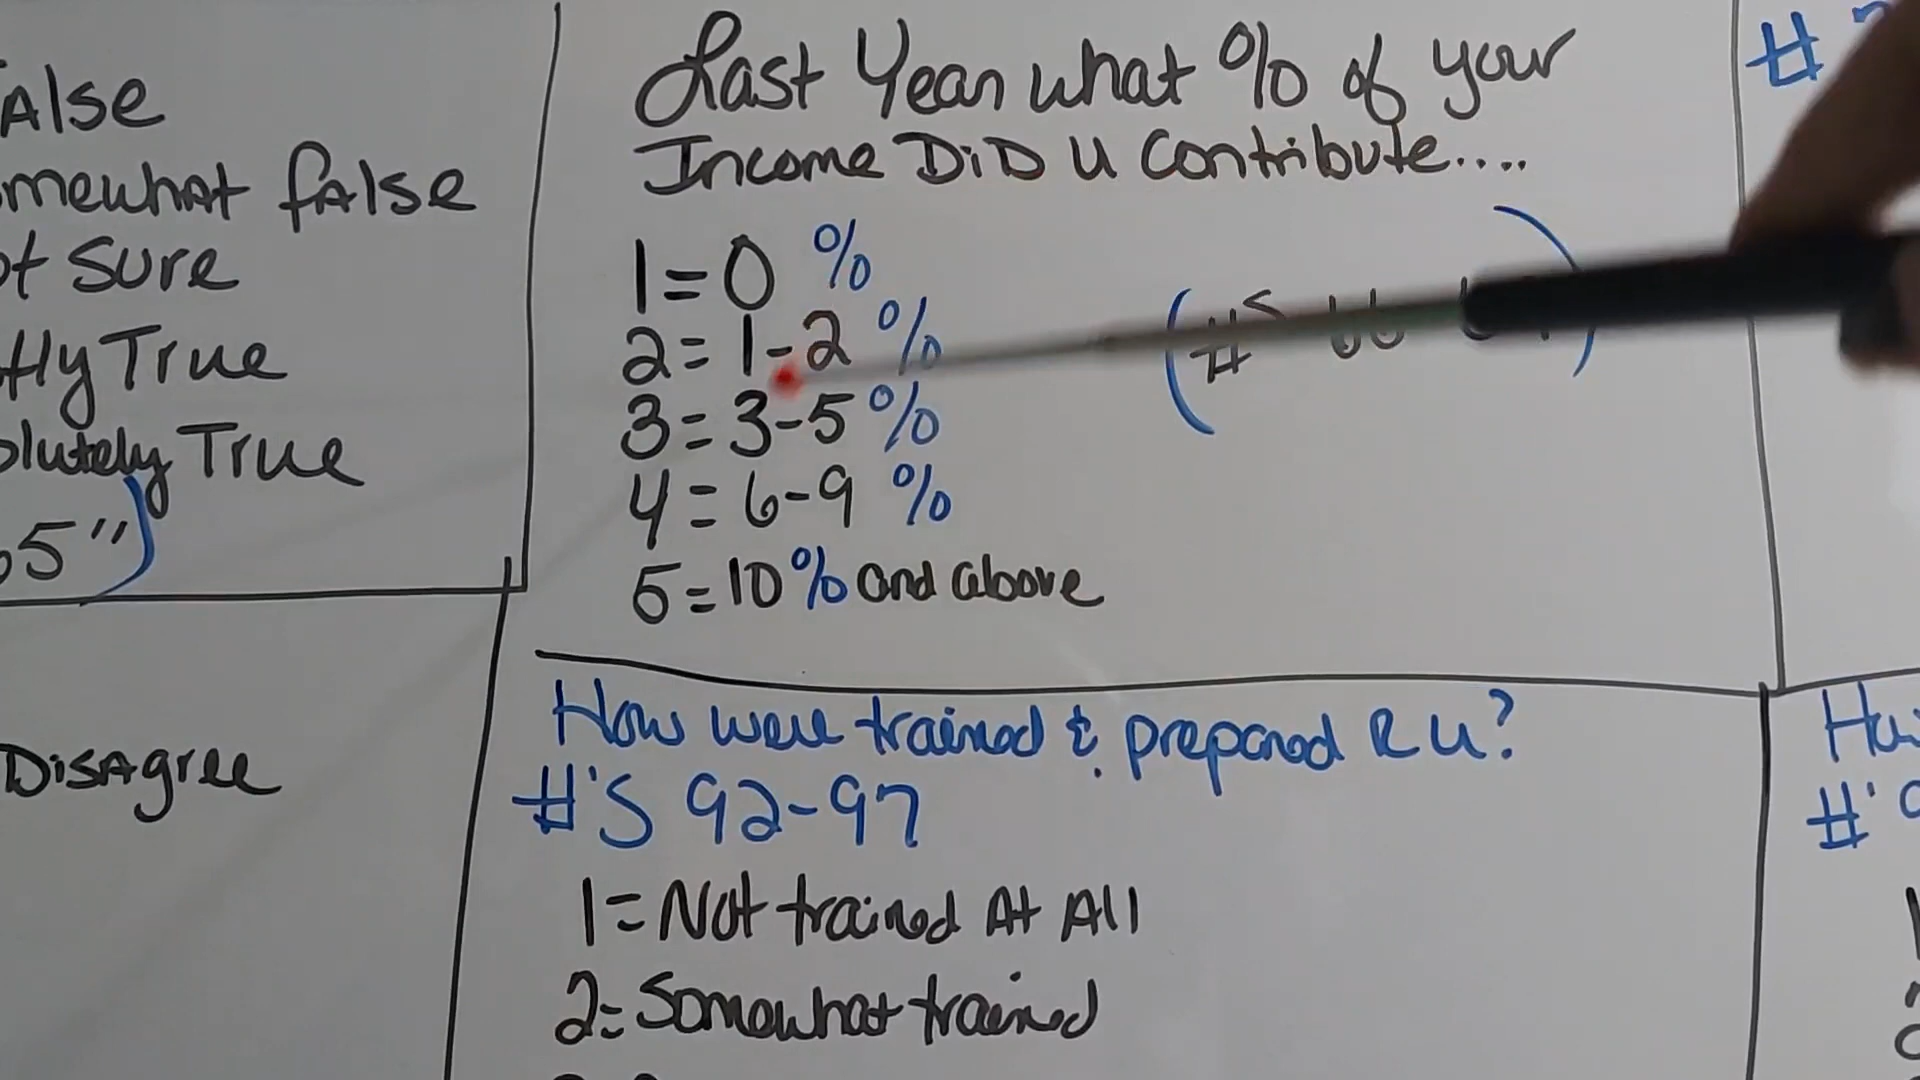 False
mewhat false
t Sure
tly True
olutely True
5")
Disagree
Last Year what % of your
Income DiD U Contribute....
1=0 %
2=1-2 %
3=3-5%
4=6-9 %
5=10% and above
(#s
How were trained & prepared R U?
#'S 92-97
1=Not trained At All
2=Somewhat trained
#
#'